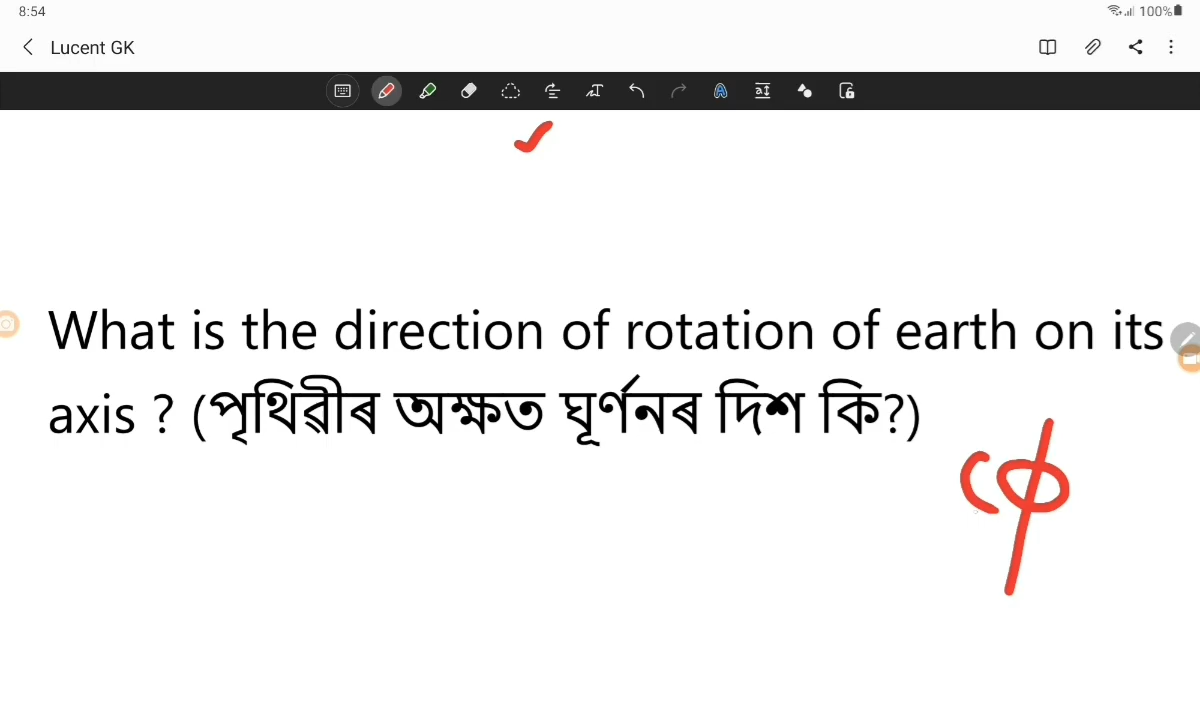 8:54
100%
Lucent GK
What is the direction of rotation of earth on its
axis ? (পৃথিৱীৰ অক্ষত ঘূৰ্ণনৰ দিশ কি?)